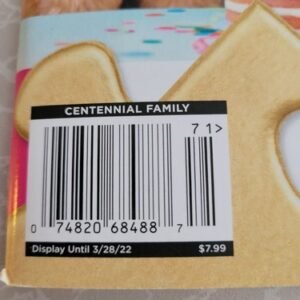 CENTENNIAL FAMILY
71>
0 74820 68488 7
Display Until 3/28/22 $7.99